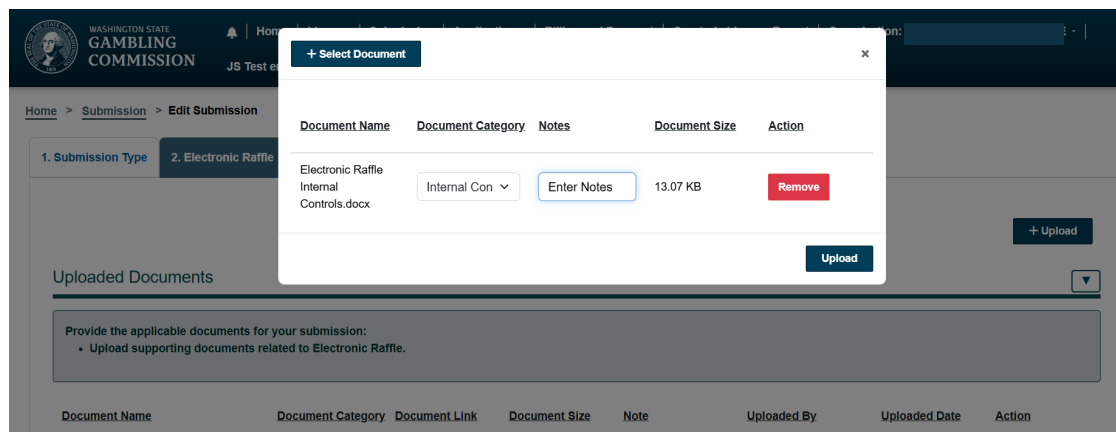 WASHINGTON STATE
GAMBLING
COMMISSION
Hom
on:
JS Test e
+ Select Document
×
Home > Submission > Edit Submission
1. Submission Type
2. Electronic Raffle
Document Name Document Category Notes Document Size Action
Electronic Raffle
Internal
Controls.docx
Internal Con
Enter Notes
13.07 KB
Remove
Upload
+ Upload
Uploaded Documents
Provide the applicable documents for your submission:
• Upload supporting documents related to Electronic Raffle.
Document Name Document Category Document Link Document Size Note Uploaded By Uploaded Date Action